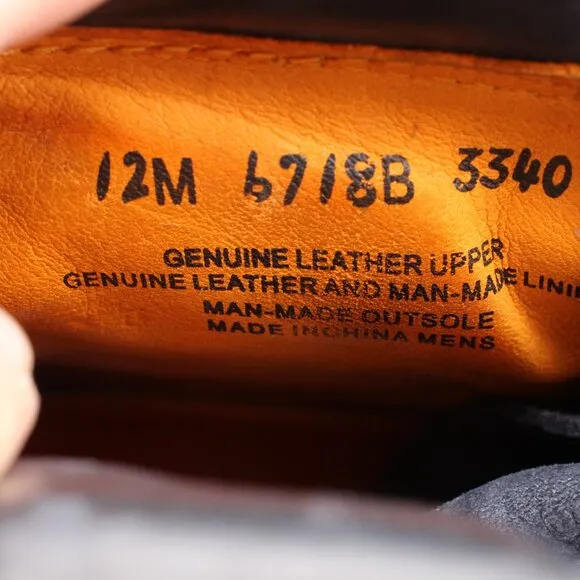 12M 6718B 3340
GENUINE LEATHER UPPER
GENUINE LEATHER AND MAN-MADE LINI
MAN-MADE OUTSOLE
MADE IN CHINA MENS